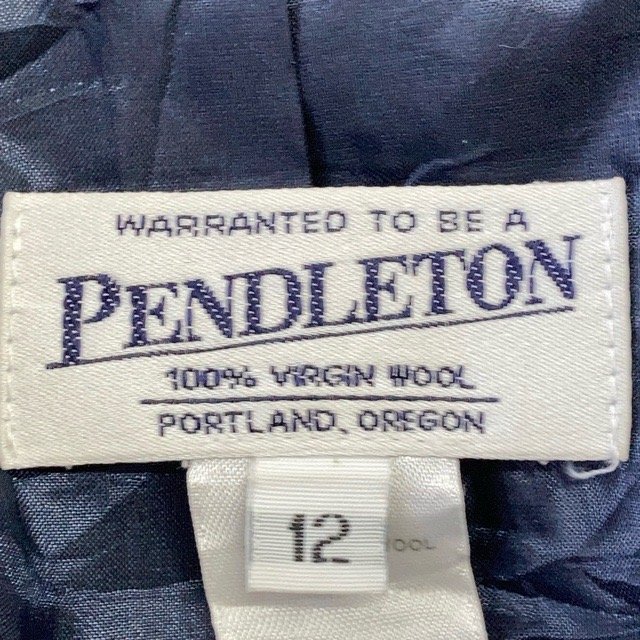 WARRANTED TO BE A
PENDLETON
100% VIRGIN WOOL
PORTLAND, OREGON
12